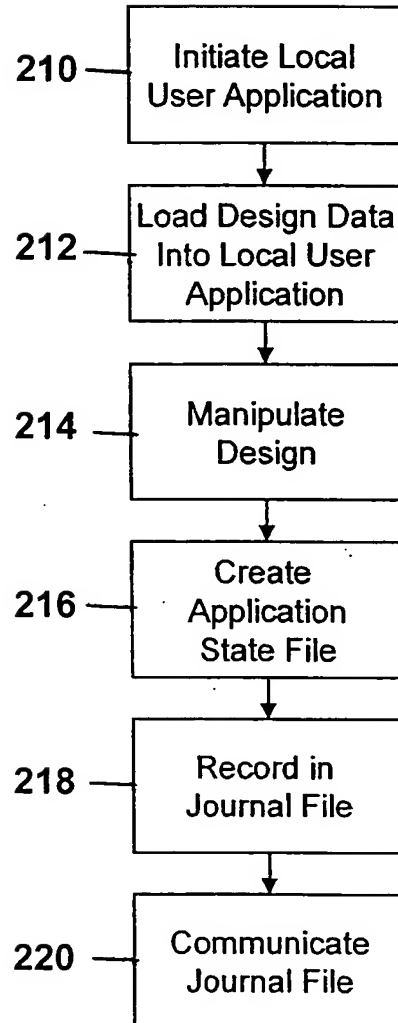 210
Initiate Local
User Application
212
Load Design Data
Into Local User
Application
214
Manipulate
Design
216
Create
Application
State File
218
Record in
Journal File
220
Communicate
Journal File